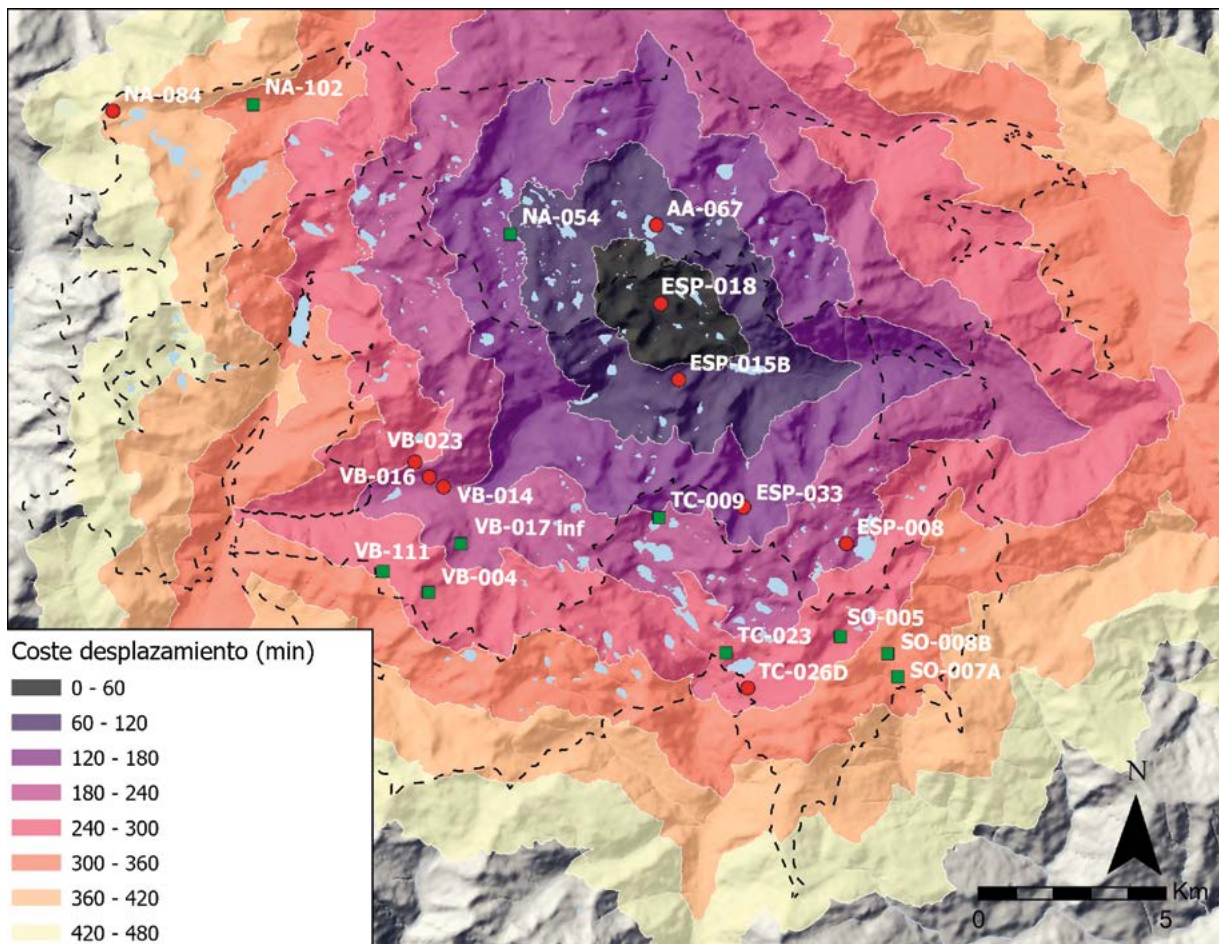 NA-084
NA-102
NA-054
AA-067
ESP-018
ESP-015B
VB-023
VB-016
VB-014
TC-009
ESP-033
VB-017 inf
ESP-008
VB-111
VB-004
SO-005
TC-023
SO-008B
TC-026D
SO-007A
Coste desplazamiento (min)
0 - 60
60 - 120
120 - 180
180 - 240
240 - 300
300 - 360
360 - 420
420 - 480
N
Km
0 5